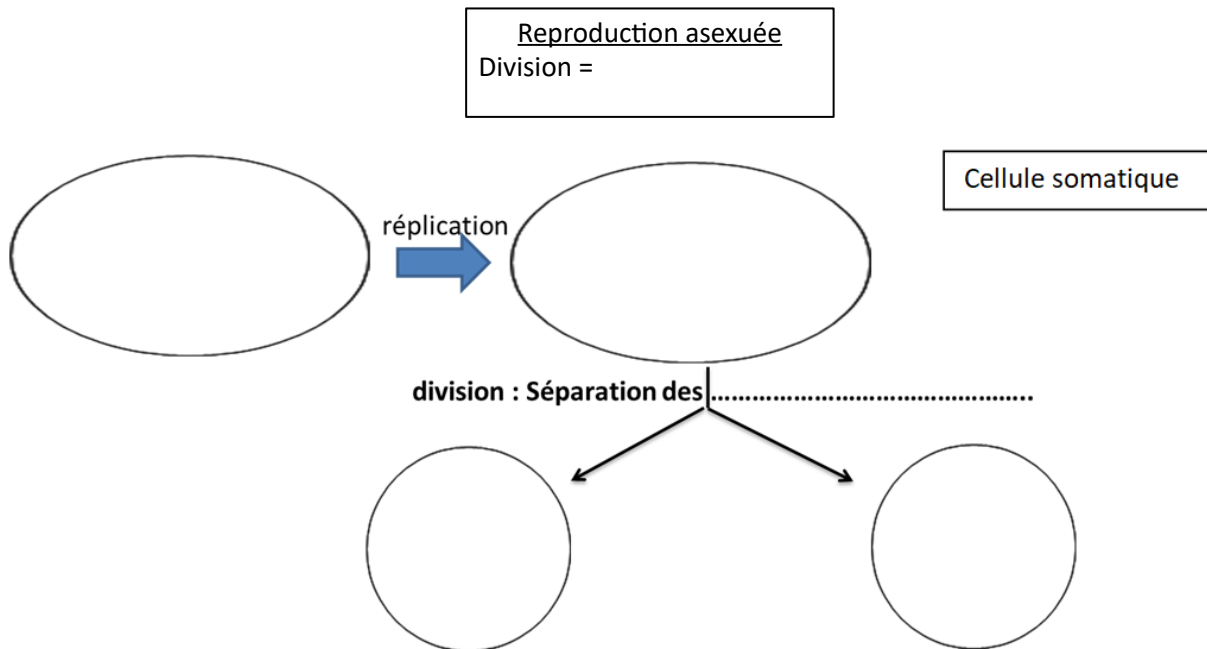 Reproduction asexuée
Division =
Cellule somatique
réplication
division : Séparation des ...............................................